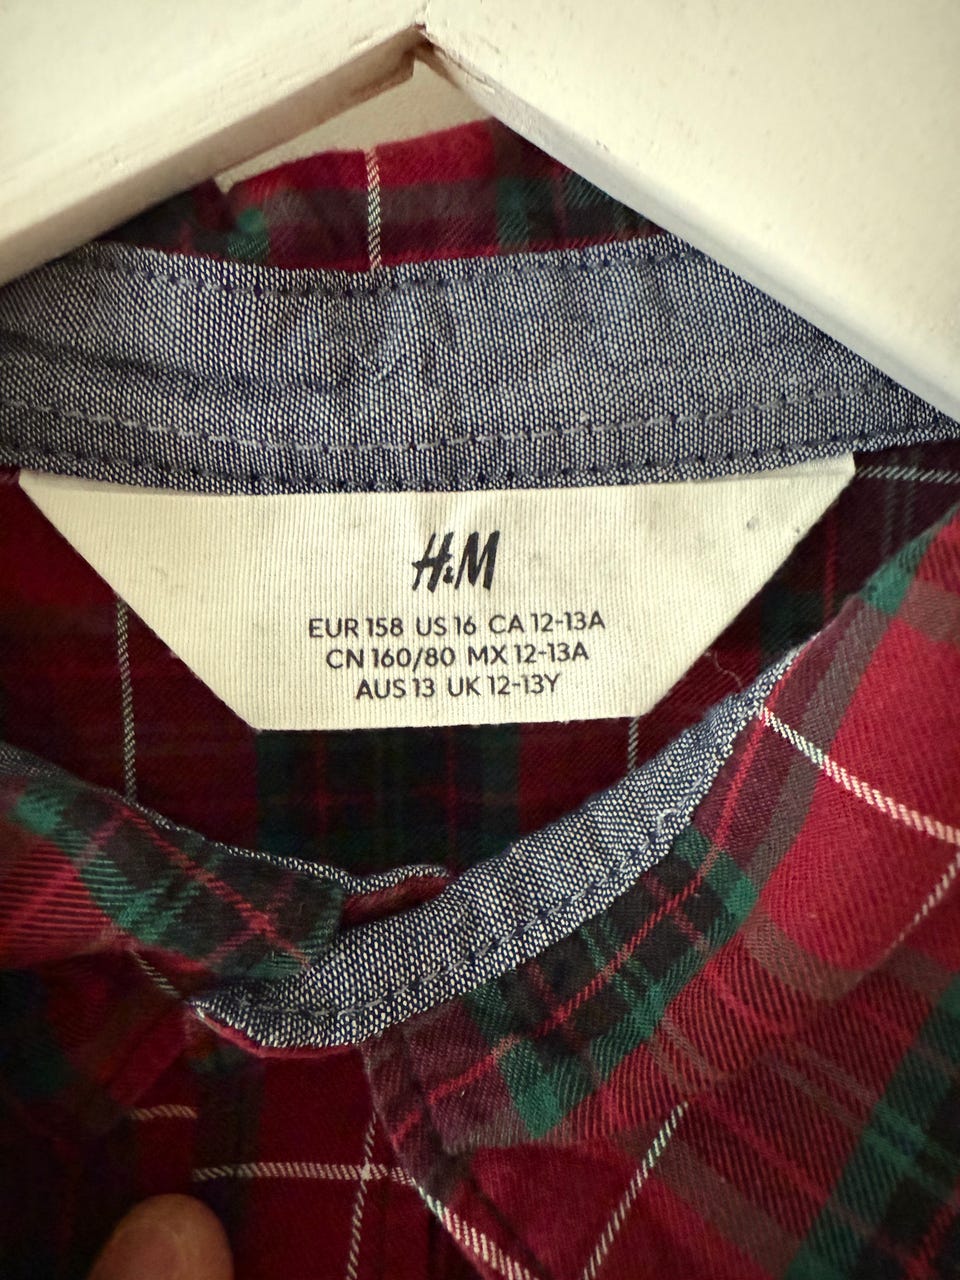 H&M
EUR 158 US 16 CA 12-13A
CN 160/80 MX 12-13A
AUS 13 UK 12-13Y